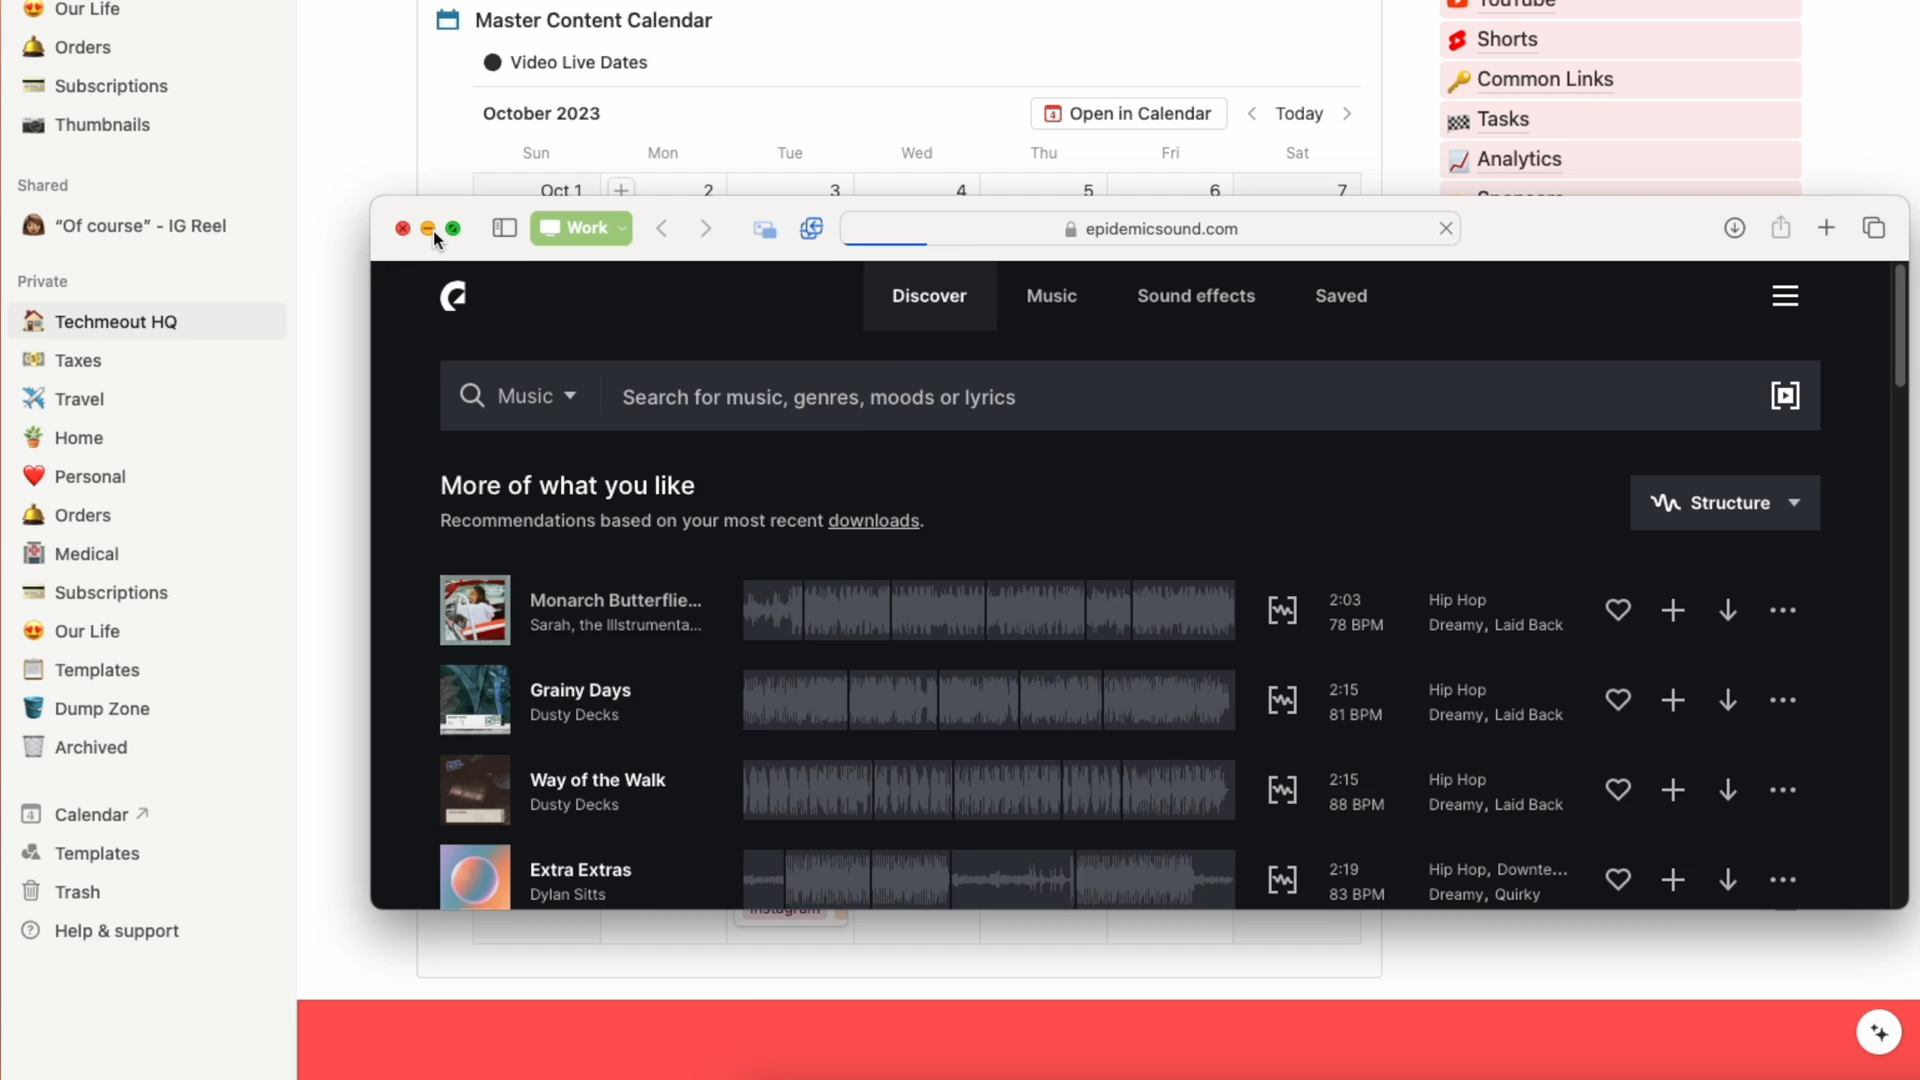 Our Life
Orders
Subscriptions
Thumbnails
Shared
“Of course” - IG Reel
Private
Techmeout HQ
Taxes
Travel
Home
Personal
Orders
Medical
Subscriptions
Our Life
Templates
Dump Zone
Archived
Calendar ↗
Templates
Trash
Help & support
Master Content Calendar
Video Live Dates
October 2023
Open in Calendar
Today
Sun Mon Tue Wed Thu Fri Sat
Oct 1 2 3 4 5 6 7
YouTube
Shorts
Common Links
Tasks
Analytics
Sponsors
Work
epidemicsound.com
Discover Music Sound effects Saved
Music
Search for music, genres, moods or lyrics
More of what you like
Recommendations based on your most recent downloads.
Structure
Monarch Butterflie...
Sarah, the Illstrumenta...
2:03
78 BPM
Hip Hop
Dreamy, Laid Back
Grainy Days
Dusty Decks
2:15
81 BPM
Hip Hop
Dreamy, Laid Back
Way of the Walk
Dusty Decks
2:15
88 BPM
Hip Hop
Dreamy, Laid Back
Extra Extras
Dylan Sitts
2:19
83 BPM
Hip Hop, Downte...
Dreamy, Quirky
Instagram